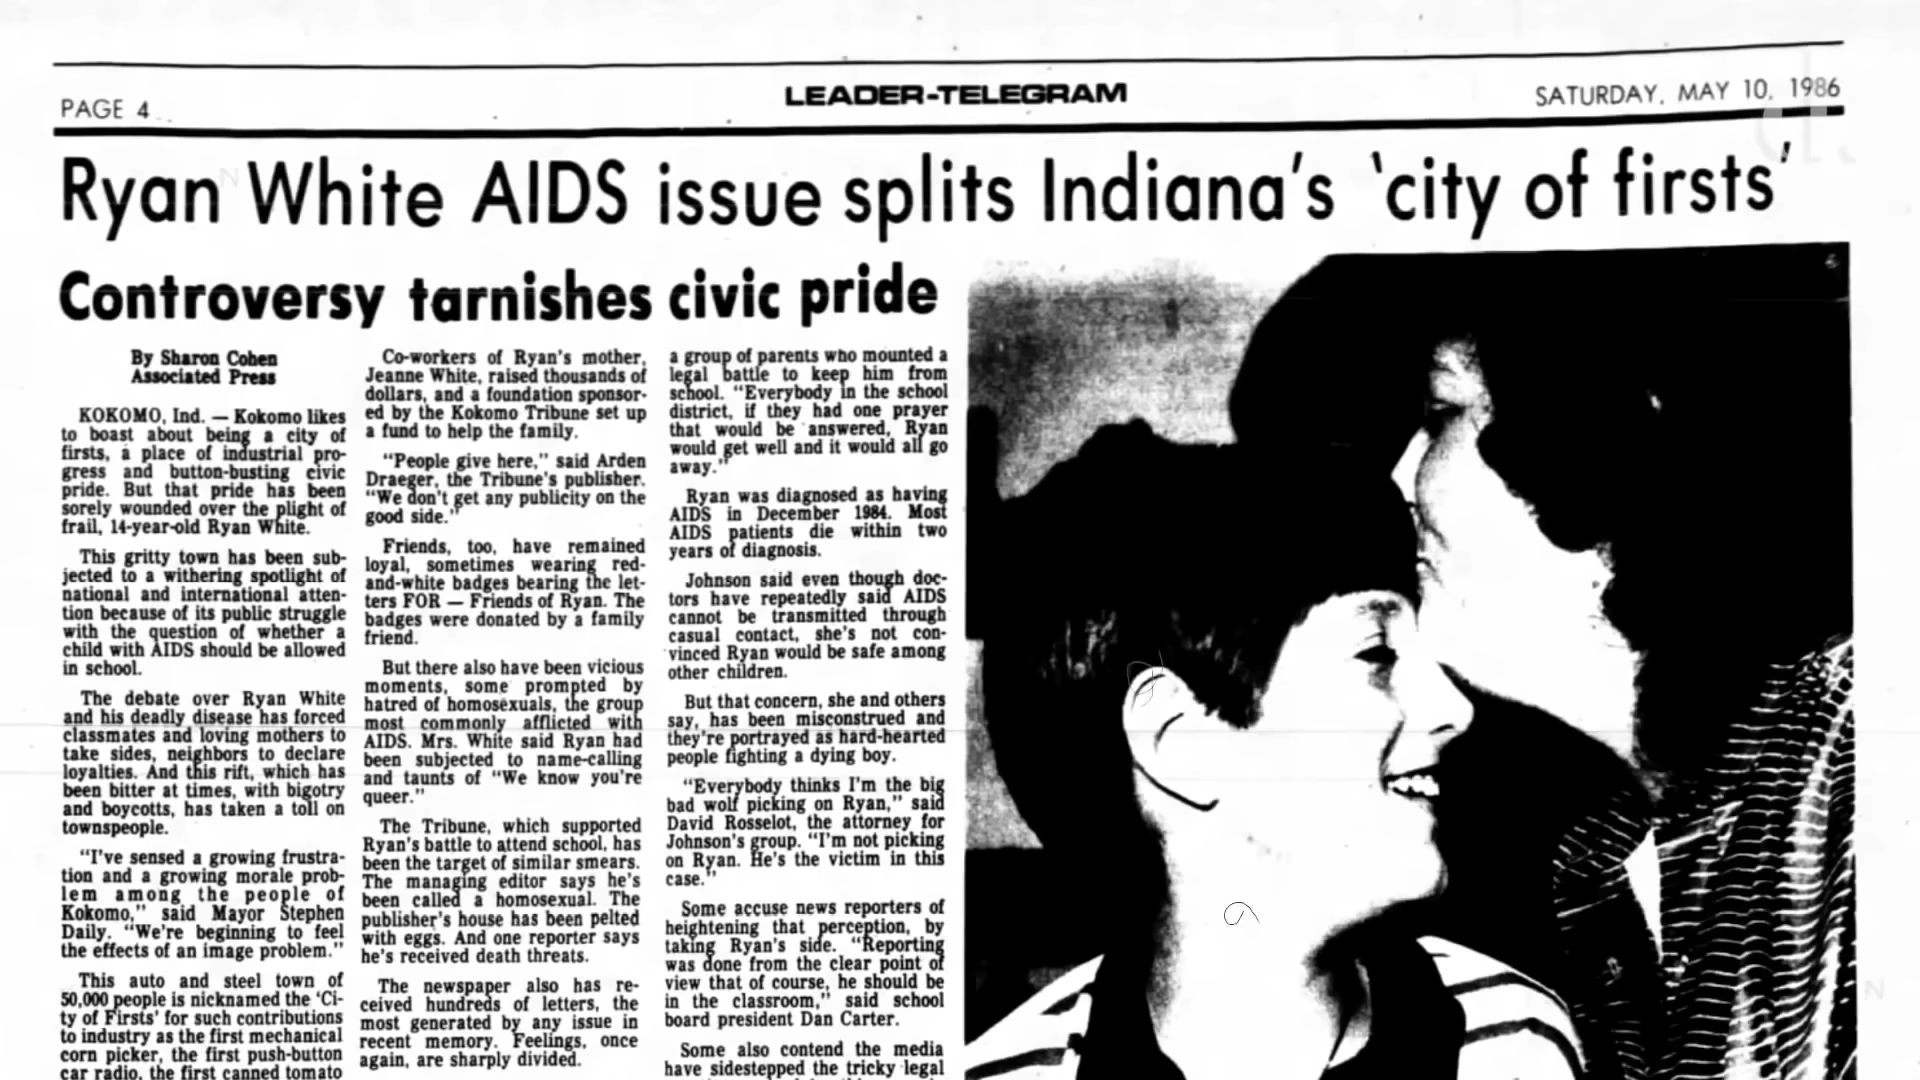 PAGE 4
LEADER-TELEGRAM
SATURDAY, MAY 10, 1986
Ryan White AIDS issue splits Indiana's 'city of firsts'
Controversy tarnishes civic pride
By Sharon Cohen
Associated Press
KOKOMO, Ind. — Kokomo likes
to boast about being a city of
firsts, a place of industrial pro-
gress and button-busting civic
pride. But that pride has been
sorely wounded over the plight of
frail, 14-year-old Ryan White.
This gritty town has been sub-
jected to a withering spotlight of
national and international atten-
tion because of its public struggle
with the question of whether a
child with AIDS should be allowed
in school.
The debate over Ryan White
and his deadly disease has forced
classmates and loving mothers to
take sides, neighbors to declare
loyalties. And this rift, which has
been bitter at times, with bigotry
and boycotts, has taken a toll on
townspeople.
"I've sensed a growing frustra-
tion and a growing morale prob-
lem among the people of
Kokomo," said Mayor Stephen
Daily. "We're beginning to feel
the effects of an image problem."
This auto and steel town of
50,000 people is nicknamed the 'Ci-
ty of Firsts' for such contributions
to industry as the first mechanical
corn picker, the first push-button
car radio, the first canned tomato
Co-workers of Ryan's mother,
Jeanne White, raised thousands of
dollars, and a foundation sponsor-
ed by the Kokomo Tribune set up
a fund to help the family.
"People give here," said Arden
Draeger, the Tribune's publisher.
"We don't get any publicity on the
good side."
Friends, too, have remained
loyal, sometimes wearing red-
and-white badges bearing the let-
ters FOR — Friends of Ryan. The
badges were donated by a family
friend.
But there also have been vicious
moments, some prompted by
hatred of homosexuals, the group
most commonly afflicted with
AIDS. Mrs. White said Ryan had
been subjected to name-calling
and taunts of "We know you're
queer."
The Tribune, which supported
Ryan's battle to attend school, has
been the target of similar smears.
The managing editor says he's
been called a homosexual. The
publisher's house has been pelted
with eggs. And one reporter says
he's received death threats.
The newspaper also has re-
ceived hundreds of letters, the
most generated by any issue in
recent memory. Feelings, once
again, are sharply divided.
a group of parents who mounted a
legal battle to keep him from
school. "Everybody in the school
district, if they had one prayer
that would be answered, Ryan
would get well and it would all go
away."
Ryan was diagnosed as having
AIDS in December 1984. Most
AIDS patients die within two
years of diagnosis.
Johnson said even though doc-
tors have repeatedly said AIDS
cannot be transmitted through
casual contact, she's not con-
vinced Ryan would be safe among
other children.
But that concern, she and others
say, has been misconstrued and
they're portrayed as hard-hearted
people fighting a dying boy.
"Everybody thinks I'm the big
bad wolf picking on Ryan," said
David Rosselot, the attorney for
Johnson's group. "I'm not picking
on Ryan. He's the victim in this
case."
Some accuse news reporters of
heightening that perception, by
taking Ryan's side. "Reporting
was done from the clear point of
view that of course, he should be
in the classroom," said school
board president Dan Carter.
Some also contend the media
have sidestepped the tricky legal